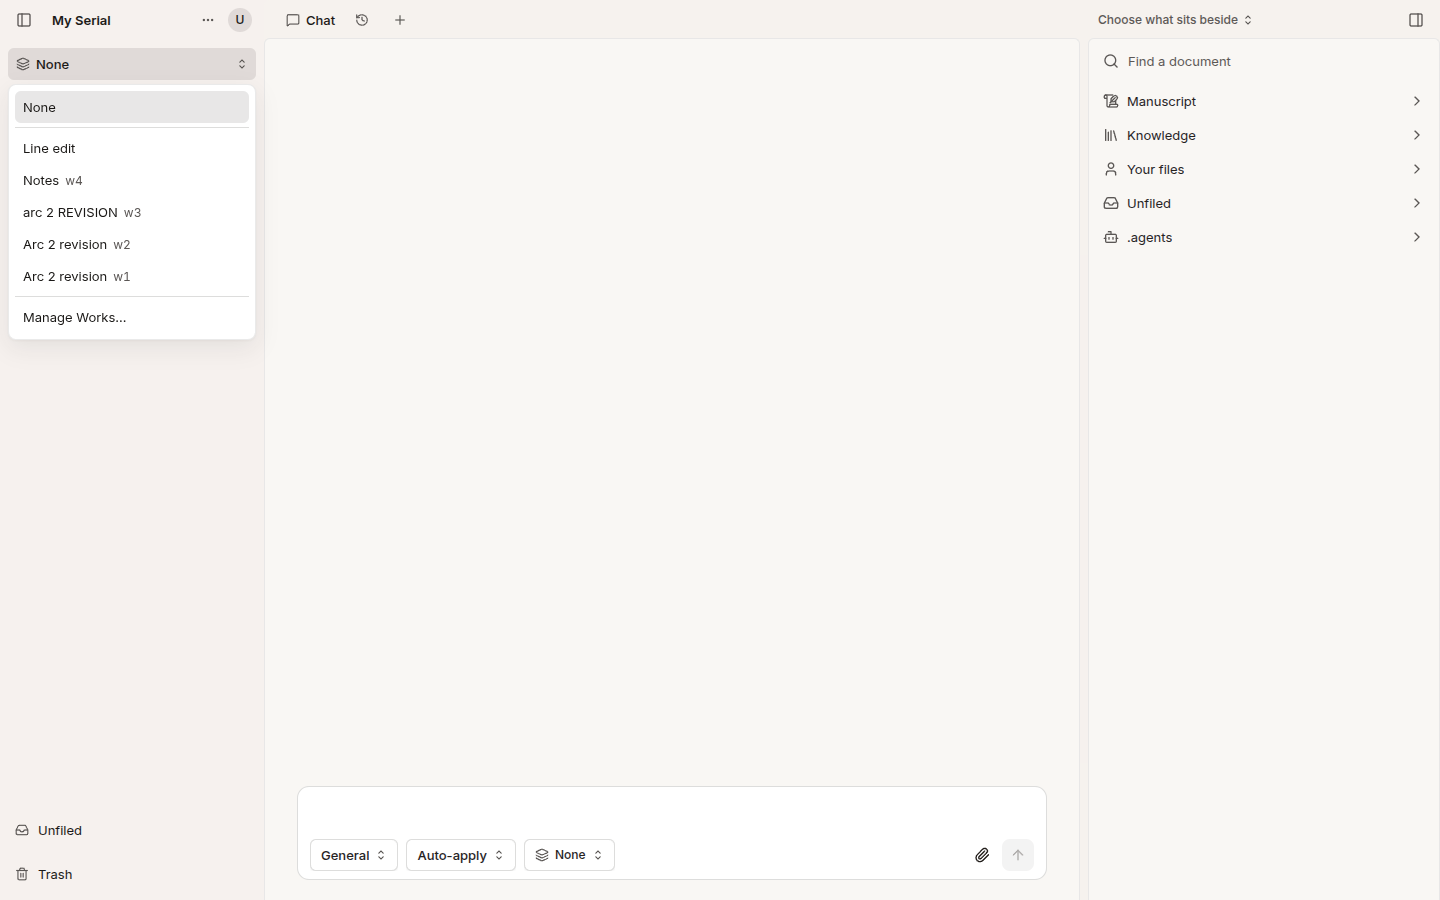 My Serial
U
Chat
Choose what sits beside
None
None
Line edit
Notes w4
arc 2 REVISION w3
Arc 2 revision w2
Arc 2 revision w1
Manage Works...
Find a document
Manuscript
Knowledge
Your files
Unfiled
.agents
General
Auto-apply
None
Unfiled
Trash